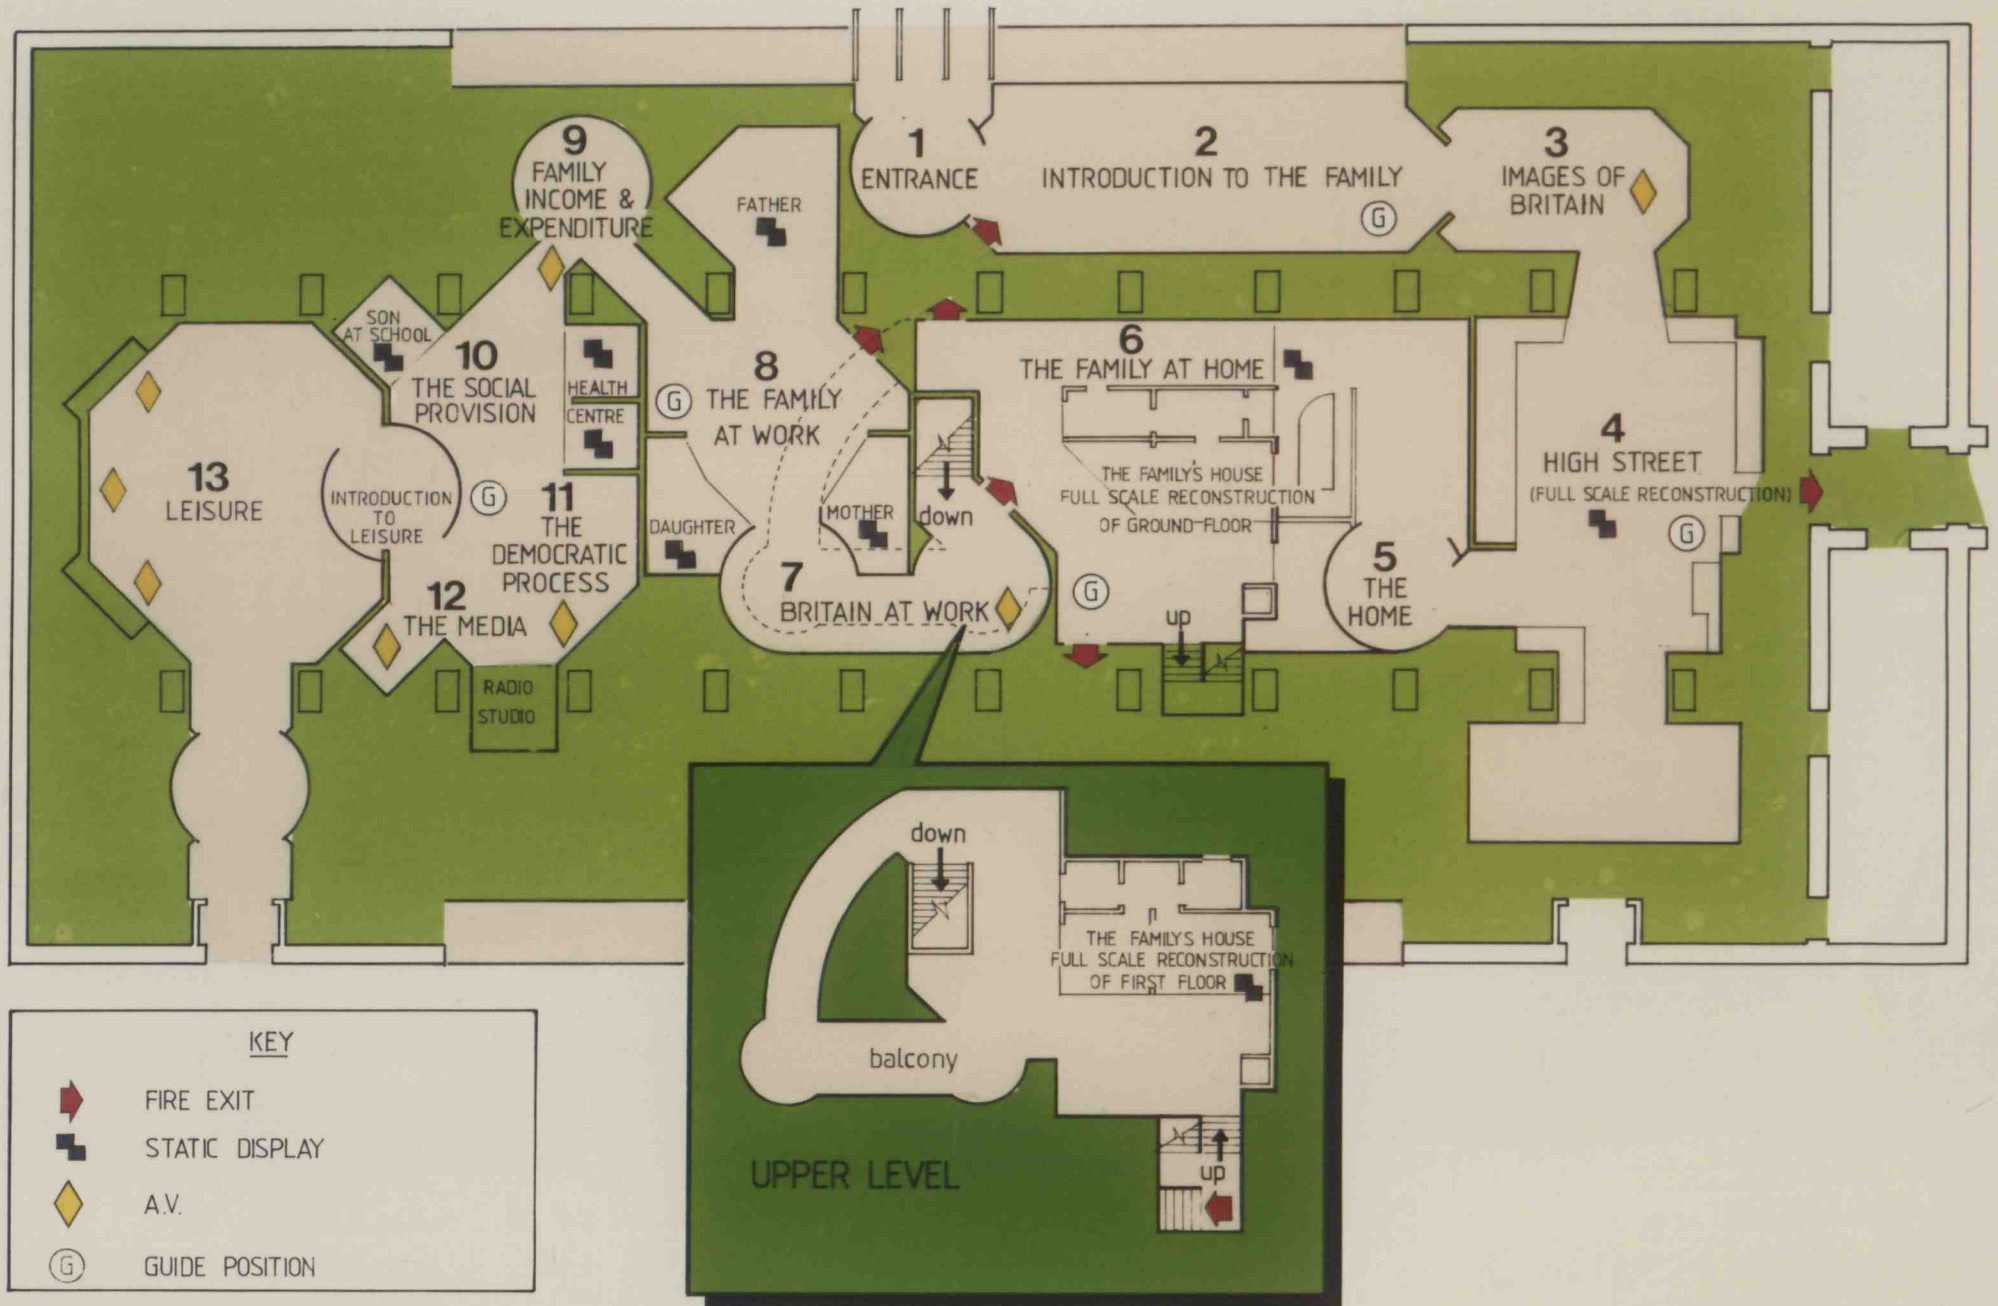 1
ENTRANCE
2
INTRODUCTION TO THE FAMILY
G
3
IMAGES OF
BRITAIN
4
HIGH STREET
(FULL SCALE RECONSTRUCTION)
G
5
THE
HOME
6
THE FAMILY AT HOME
THE FAMILY'S HOUSE
FULL SCALE RECONSTRUCTION
OF GROUND FLOOR
G
up
down
7
BRITAIN AT WORK
8
THE FAMILY
AT WORK
G
FATHER
MOTHER
DAUGHTER
9
FAMILY
INCOME &
EXPENDITURE
10
THE SOCIAL
PROVISION
SON
AT SCHOOL
HEALTH
CENTRE
11
THE
DEMOCRATIC
PROCESS
G
12
THE MEDIA
RADIO
STUDIO
INTRODUCTION
TO
LEISURE
13
LEISURE
down
THE FAMILY'S HOUSE
FULL SCALE RECONSTRUCTION
OF FIRST FLOOR
balcony
up
UPPER LEVEL
KEY
FIRE EXIT
STATIC DISPLAY
A.V.
G GUIDE POSITION